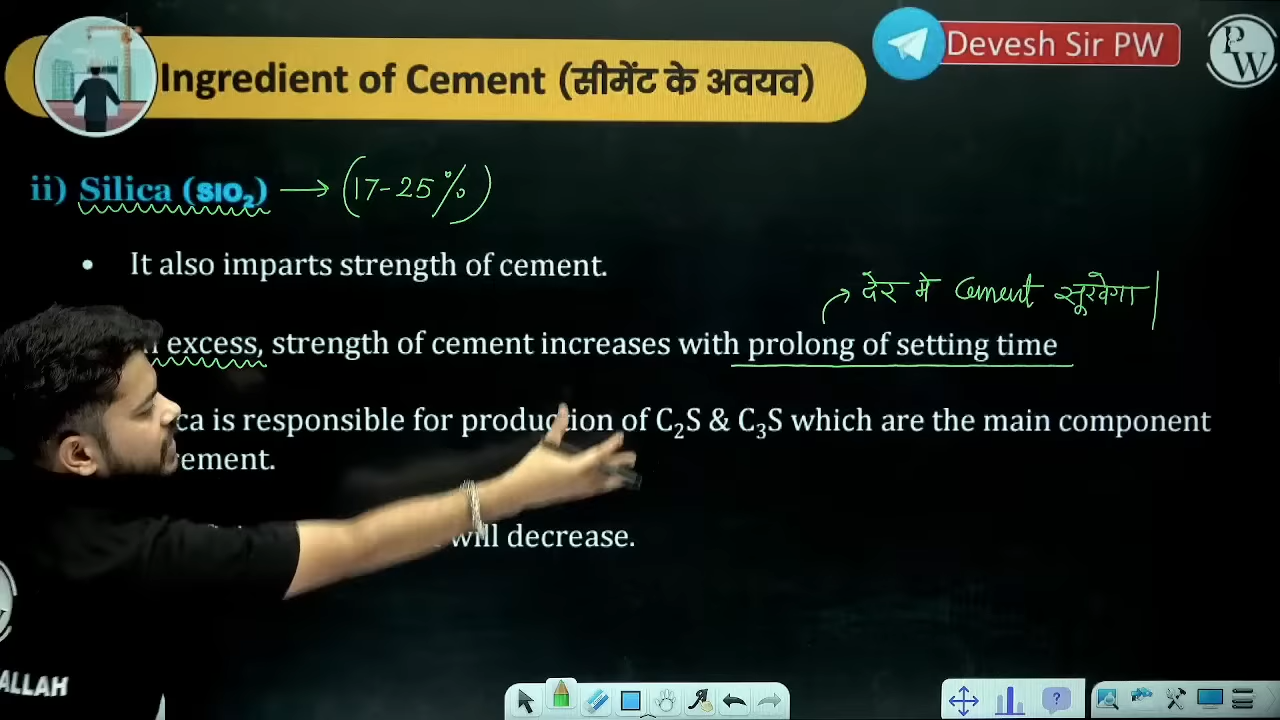 Devesh Sir PW
PW
Ingredient of Cement (सीमेंट के अवयव)
ii) Silica (SIO₂) → (17-25%)
• It also imparts strength of cement.
→ देर मे Cement सूखेगा |
excess, strength of cement increases with prolong of setting time
is responsible for production of C₂S & C₃S which are the main component
will decrease.
ALLAH